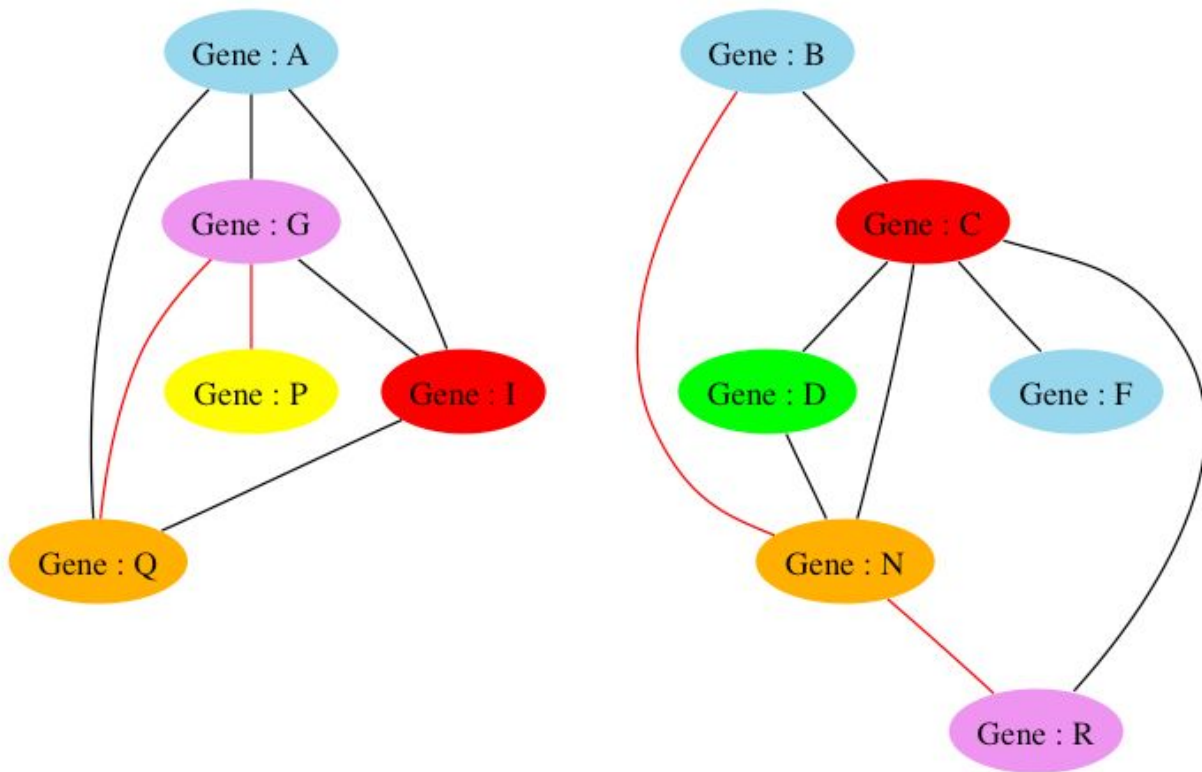 Gene : A
Gene : B
Gene : G
Gene : C
Gene : P
Gene : I
Gene : D
Gene : F
Gene : Q
Gene : N
Gene : R